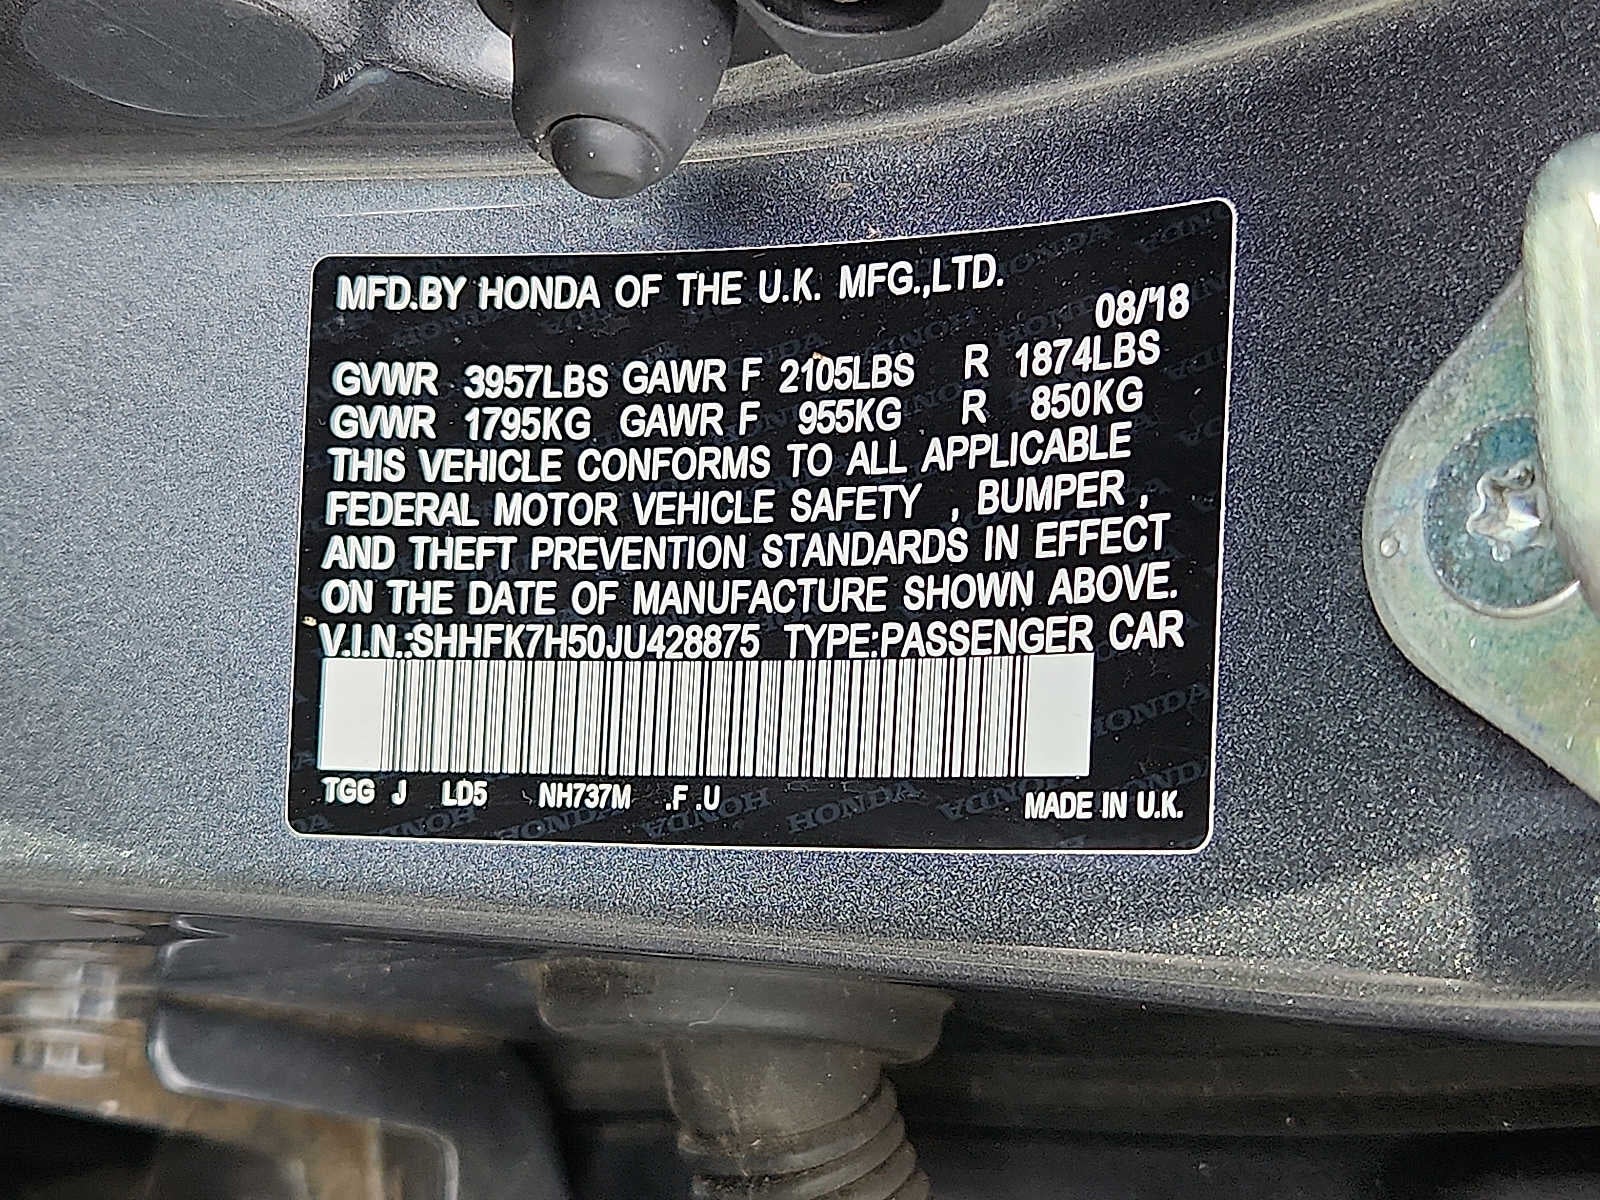 MFD.BY HONDA OF THE U.K. MFG.,LTD.
08/'18
GVWR 3957LBS GAWR F 2105LBS R 1874LBS
GVWR 1795KG GAWR F 955KG R 850KG
THIS VEHICLE CONFORMS TO ALL APPLICABLE
FEDERAL MOTOR VEHICLE SAFETY , BUMPER ,
AND THEFT PREVENTION STANDARDS IN EFFECT
ON THE DATE OF MANUFACTURE SHOWN ABOVE.
V.I.N.:SHHFK7H50JU428875 TYPE:PASSENGER CAR
TGG J LD5 NH737M .F .U
MADE IN U.K.